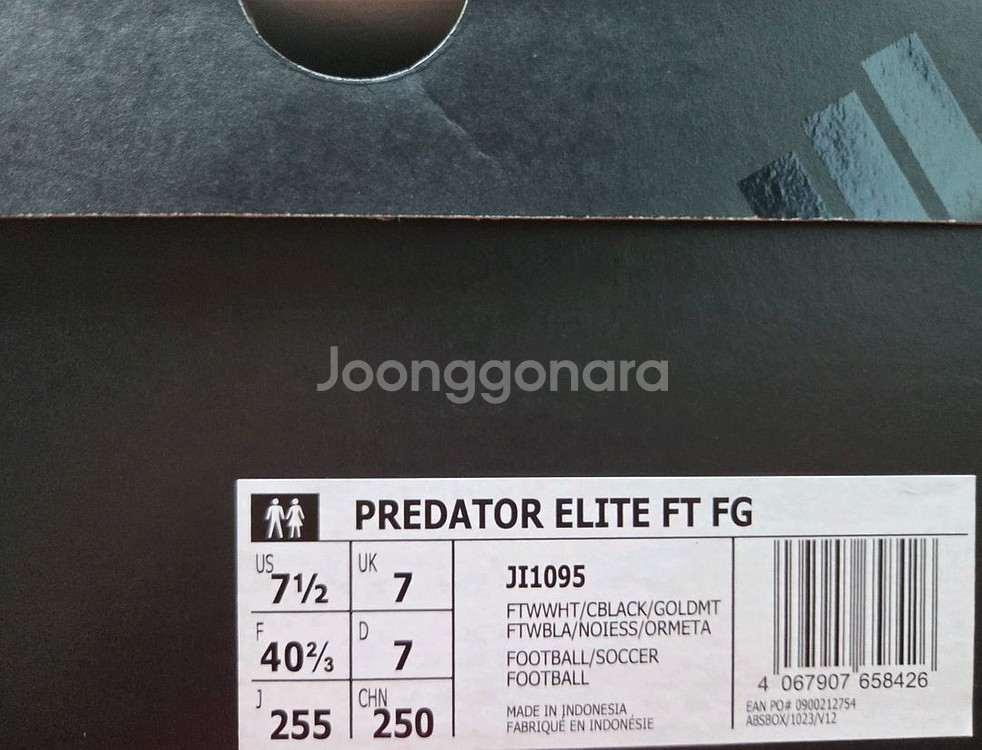 Joonggonara
PREDATOR ELITE FT FG
US 7½
UK 7
F 40⅔
D 7
J 255
CHN 250
JI1095
FTWWHT/CBLACK/GOLDMT
FTWBLA/NOIESS/ORMETA
FOOTBALL/SOCCER
FOOTBALL
MADE IN INDONESIA
FABRIQUÉ EN INDONÉSIE
4 067907 658426
EAN PO# 0900212754
ABSBOX/1023/V12